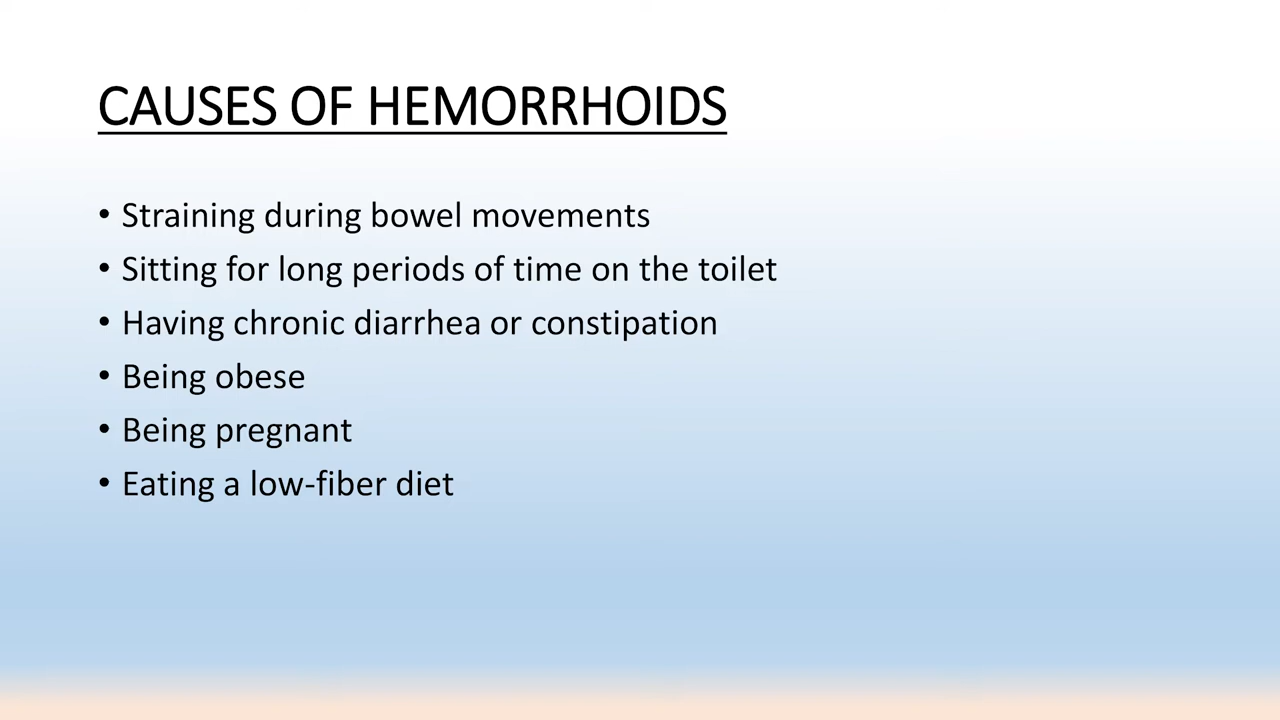 CAUSES OF HEMORRHOIDS
• Straining during bowel movements
• Sitting for long periods of time on the toilet
• Having chronic diarrhea or constipation
• Being obese
• Being pregnant
• Eating a low-fiber diet